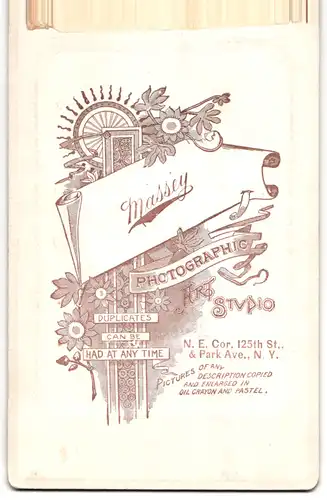 Massey
PHOTOGRAPHIC
ART
STVDIO
DUPLICATES
CAN BE
HAD AT ANY TIME
N. E. Cor. 125th St.,
& Park Ave., N. Y.
PICTURES OF ANY
DESCRIPTION COPIED
AND ENLARGED IN
OIL CRAYON AND PASTEL.